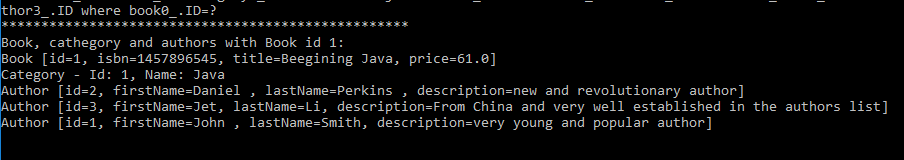 thor3_.ID where book0_.ID=?
***************************************************
Book, cathegory and authors with Book id 1:
Book [id=1, isbn=1457896545, title=Beegining Java, price=61.0]
Category - Id: 1, Name: Java
Author [id=2, firstName=Daniel , lastName=Perkins , description=new and revolutionary author]
Author [id=3, firstName=Jet, lastName=Li, description=From China and very well established in the authors list]
Author [id=1, firstName=John , lastName=Smith, description=very young and popular author]